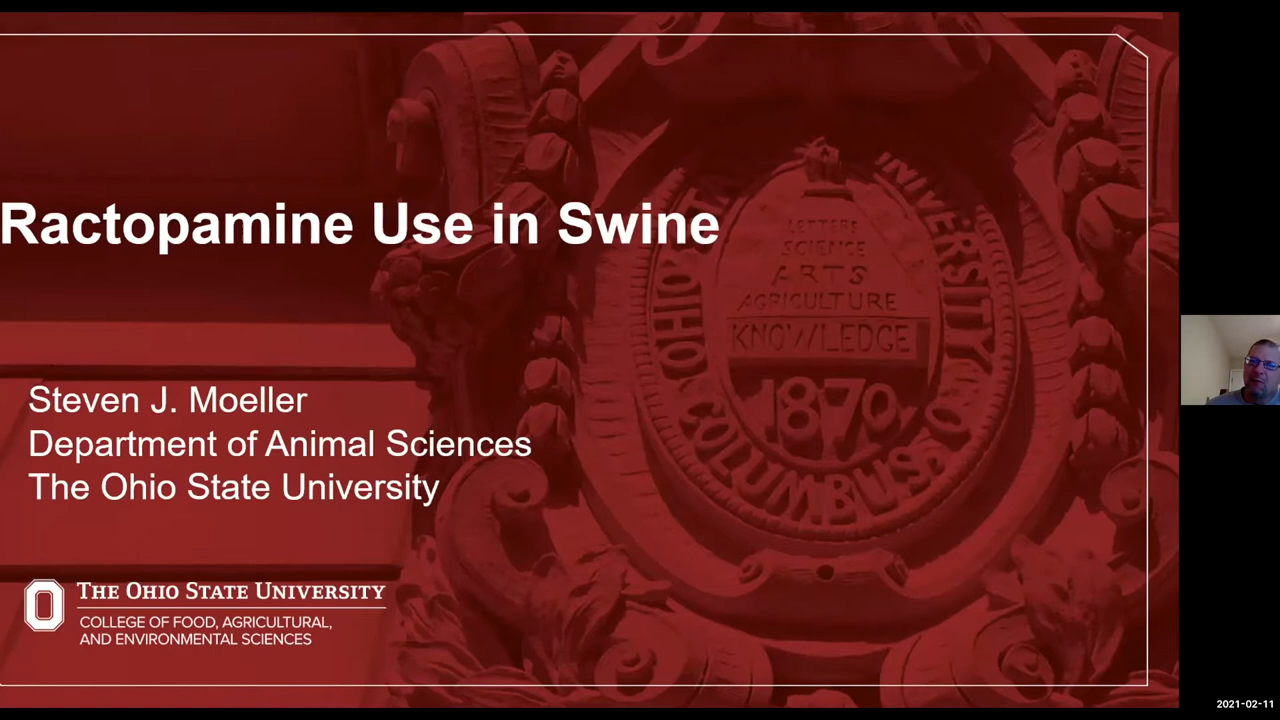 Ractopamine Use in Swine
LETTERS
SCIENCE
ARTS
AGRICULTURE
KNOWLEDGE
1870
OHIO
UNIVERSITY
COLUMBUS
Steven J. Moeller
Department of Animal Sciences
The Ohio State University
THE OHIO STATE UNIVERSITY
COLLEGE OF FOOD, AGRICULTURAL,
AND ENVIRONMENTAL SCIENCES
2021-02-11